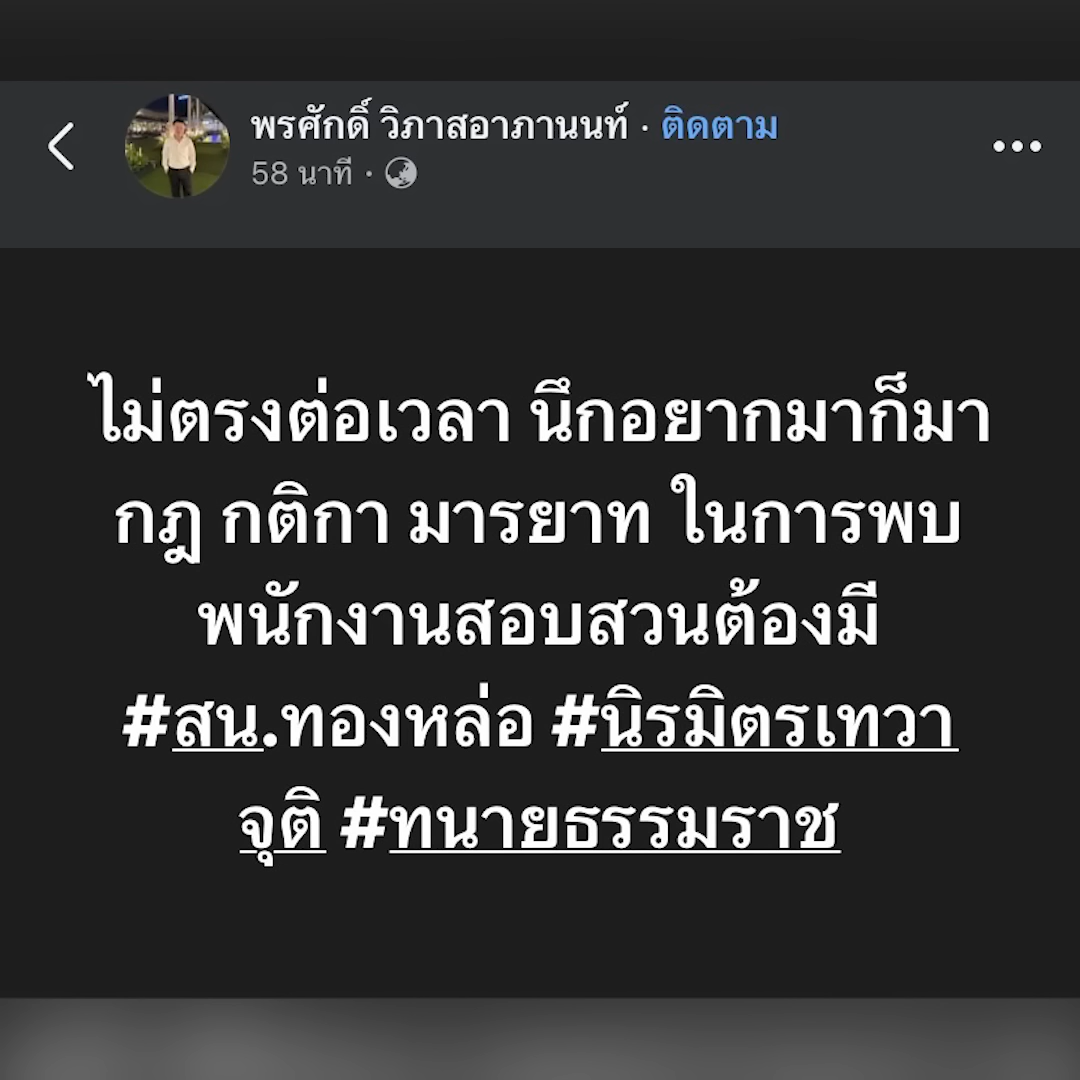 พรศักดิ์ วิภาสอาภานนท์ · ติดตาม
58 นาที ·
ไม่ตรงต่อเวลา นึกอยากมาก็มา
กฎ กติกา มารยาท ในการพบ
พนักงานสอบสวนต้องมี
#สน.ทองหล่อ #นิรมิตรเทวา
จุติ #ทนายธรรมราช